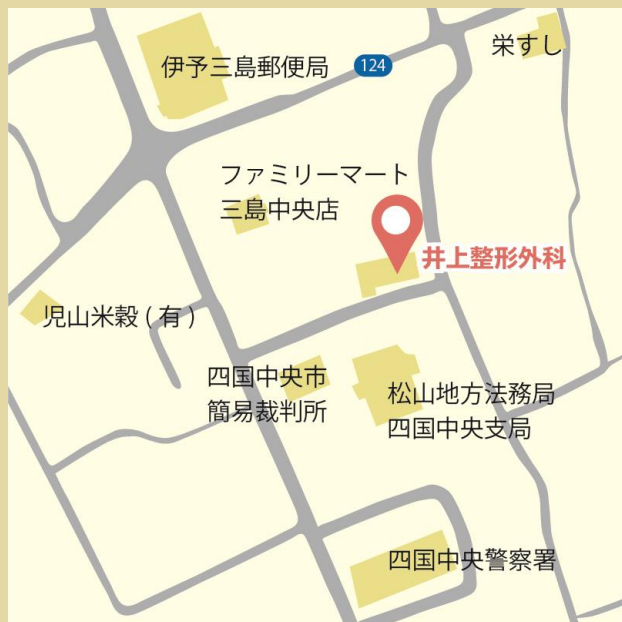 伊予三島郵便局
124
栄すし
ファミリーマート
三島中央店
井上整形外科
児山米穀(有)
四国中央市
簡易裁判所
松山地方法務局
四国中央支局
四国中央警察署